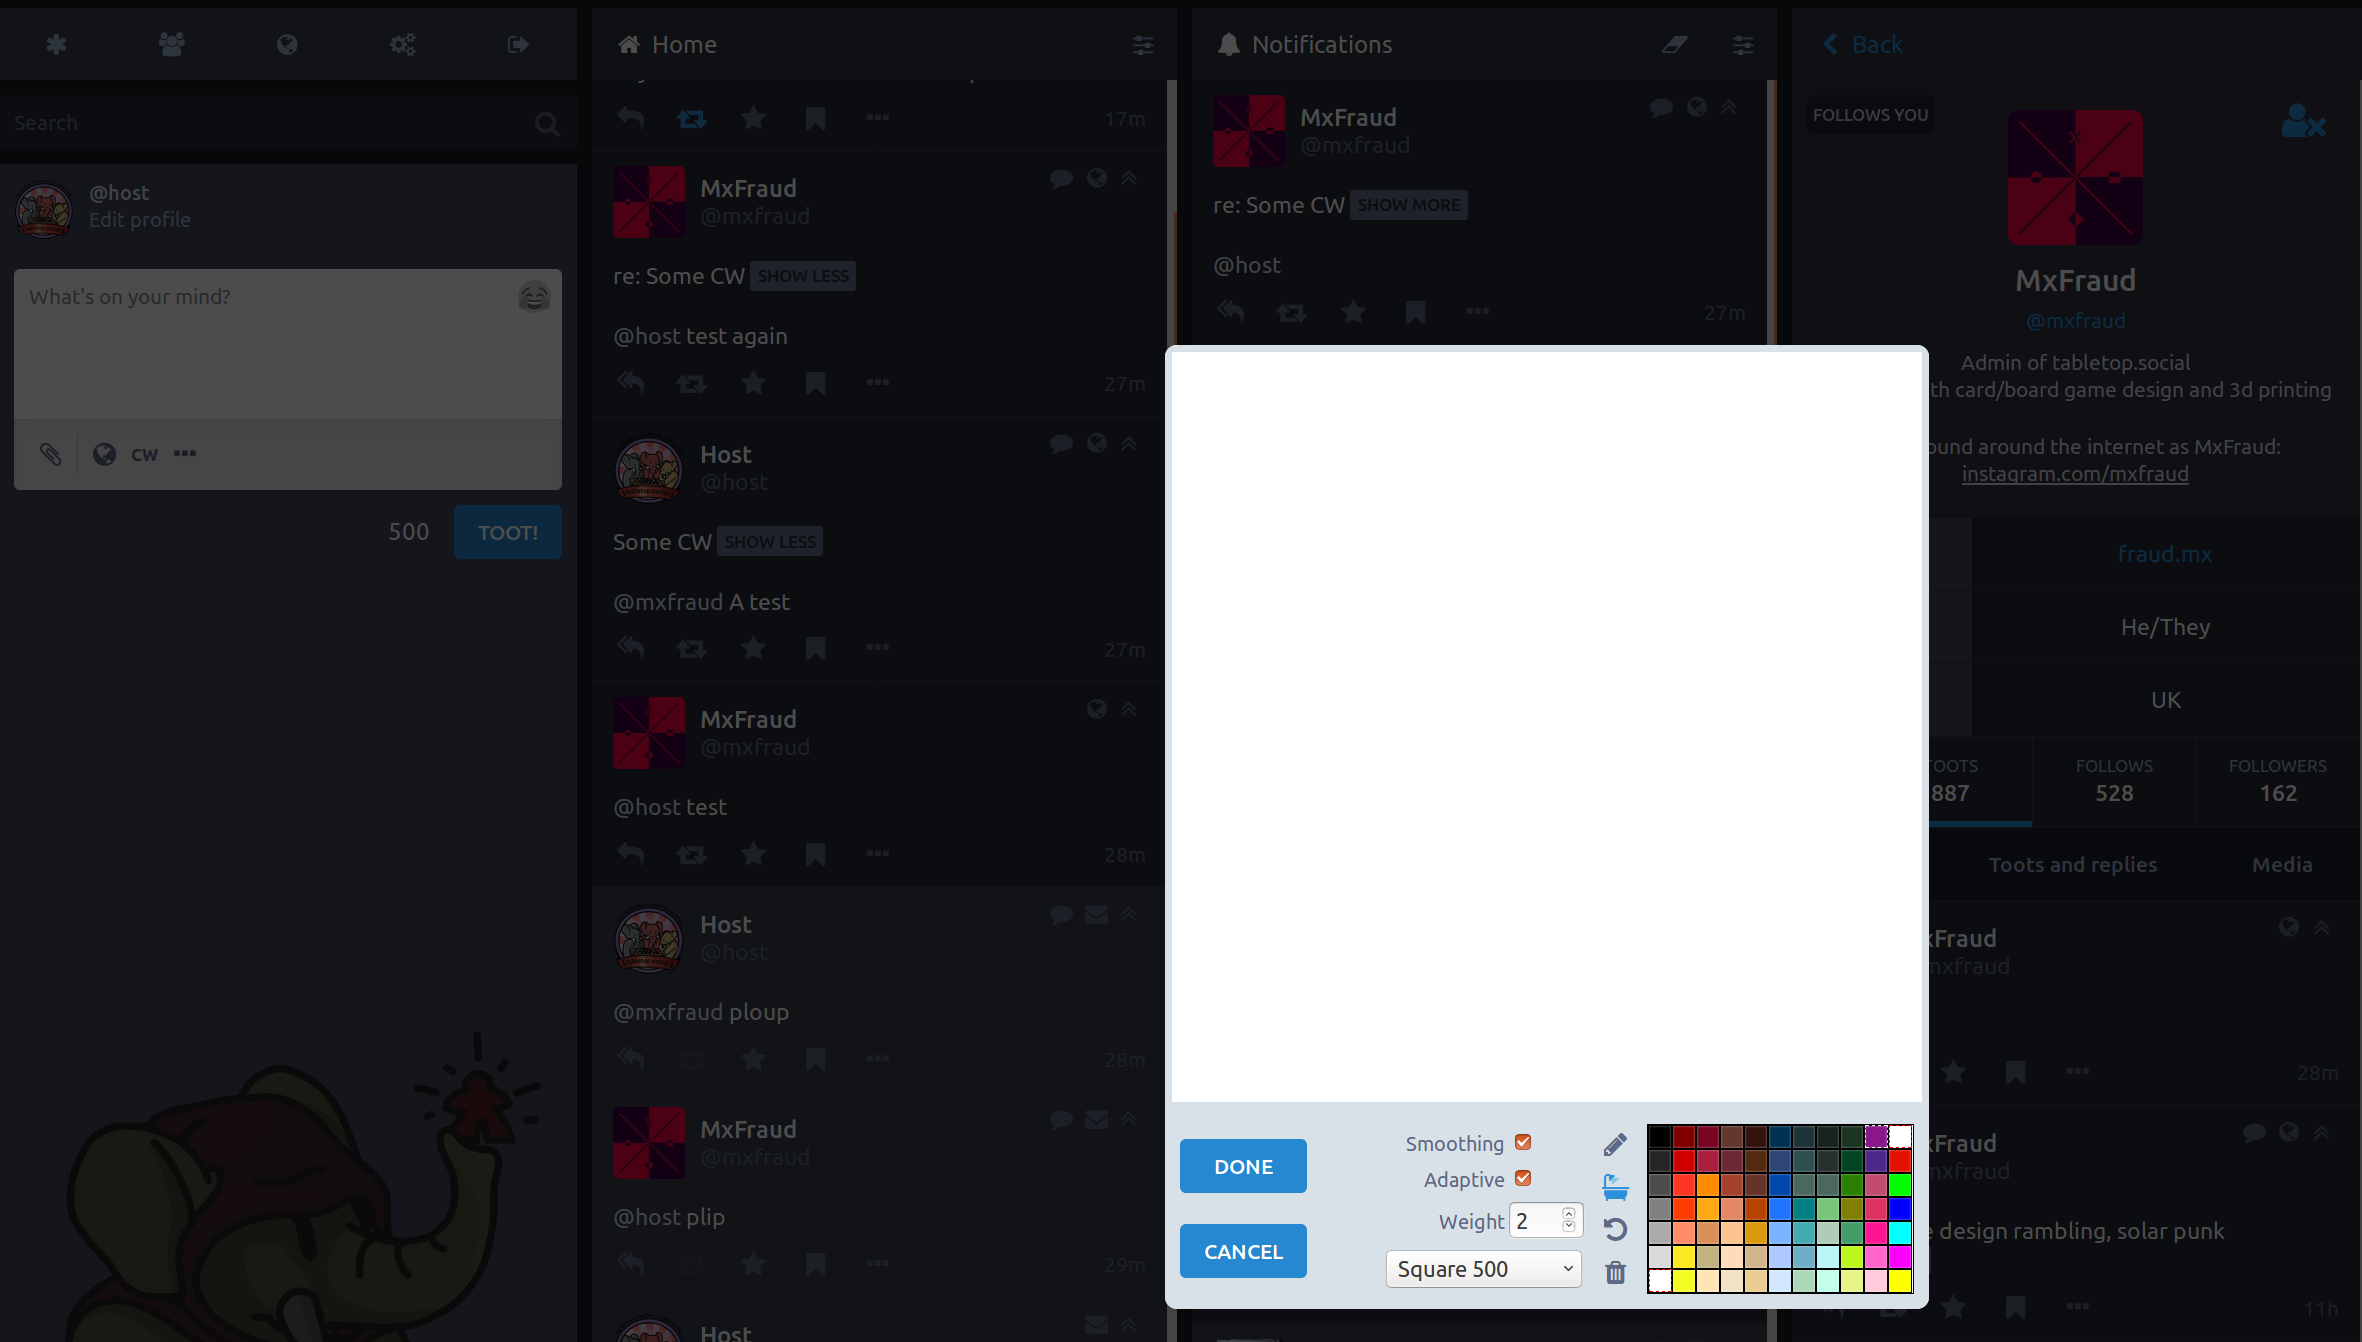 Search
@host
Edit profile
What's on your mind?
CW
500
TOOT!
Home
17m
MxFraud
@mxfraud
re: Some CW SHOW LESS
@host test again
27m
Host
@host
Some CW SHOW LESS
@mxfraud A test
27m
MxFraud
@mxfraud
@host test
28m
Host
@host
@mxfraud ploup
28m
MxFraud
@mxfraud
@host plip
29m
Host
Notifications
MxFraud
@mxfraud
re: Some CW SHOW MORE
@host
27m
DONE
CANCEL
Smoothing
Adaptive
Weight 2
Square 500
Back
FOLLOWS YOU
MxFraud
@mxfraud
Admin of tabletop.social
card/board game design and 3d printing
around the internet as MxFraud:
instagram.com/mxfraud
fraud.mx
He/They
UK
TOOTS
887
FOLLOWS
528
FOLLOWERS
162
Toots and replies
Media
xFraud
mxfraud
28m
xFraud
mxfraud
design rambling, solar punk
11h